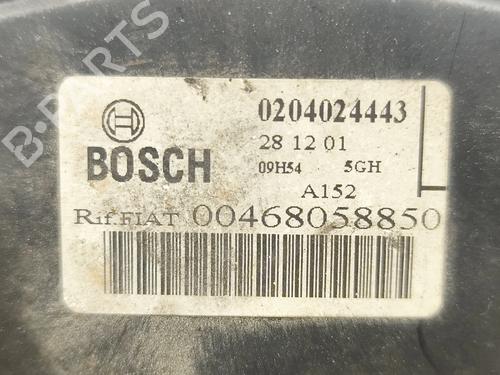 B-PARTS
BOSCH
0204024443
28 12 01
09H54 5GH
A152
Rif.FIAT 00468058850